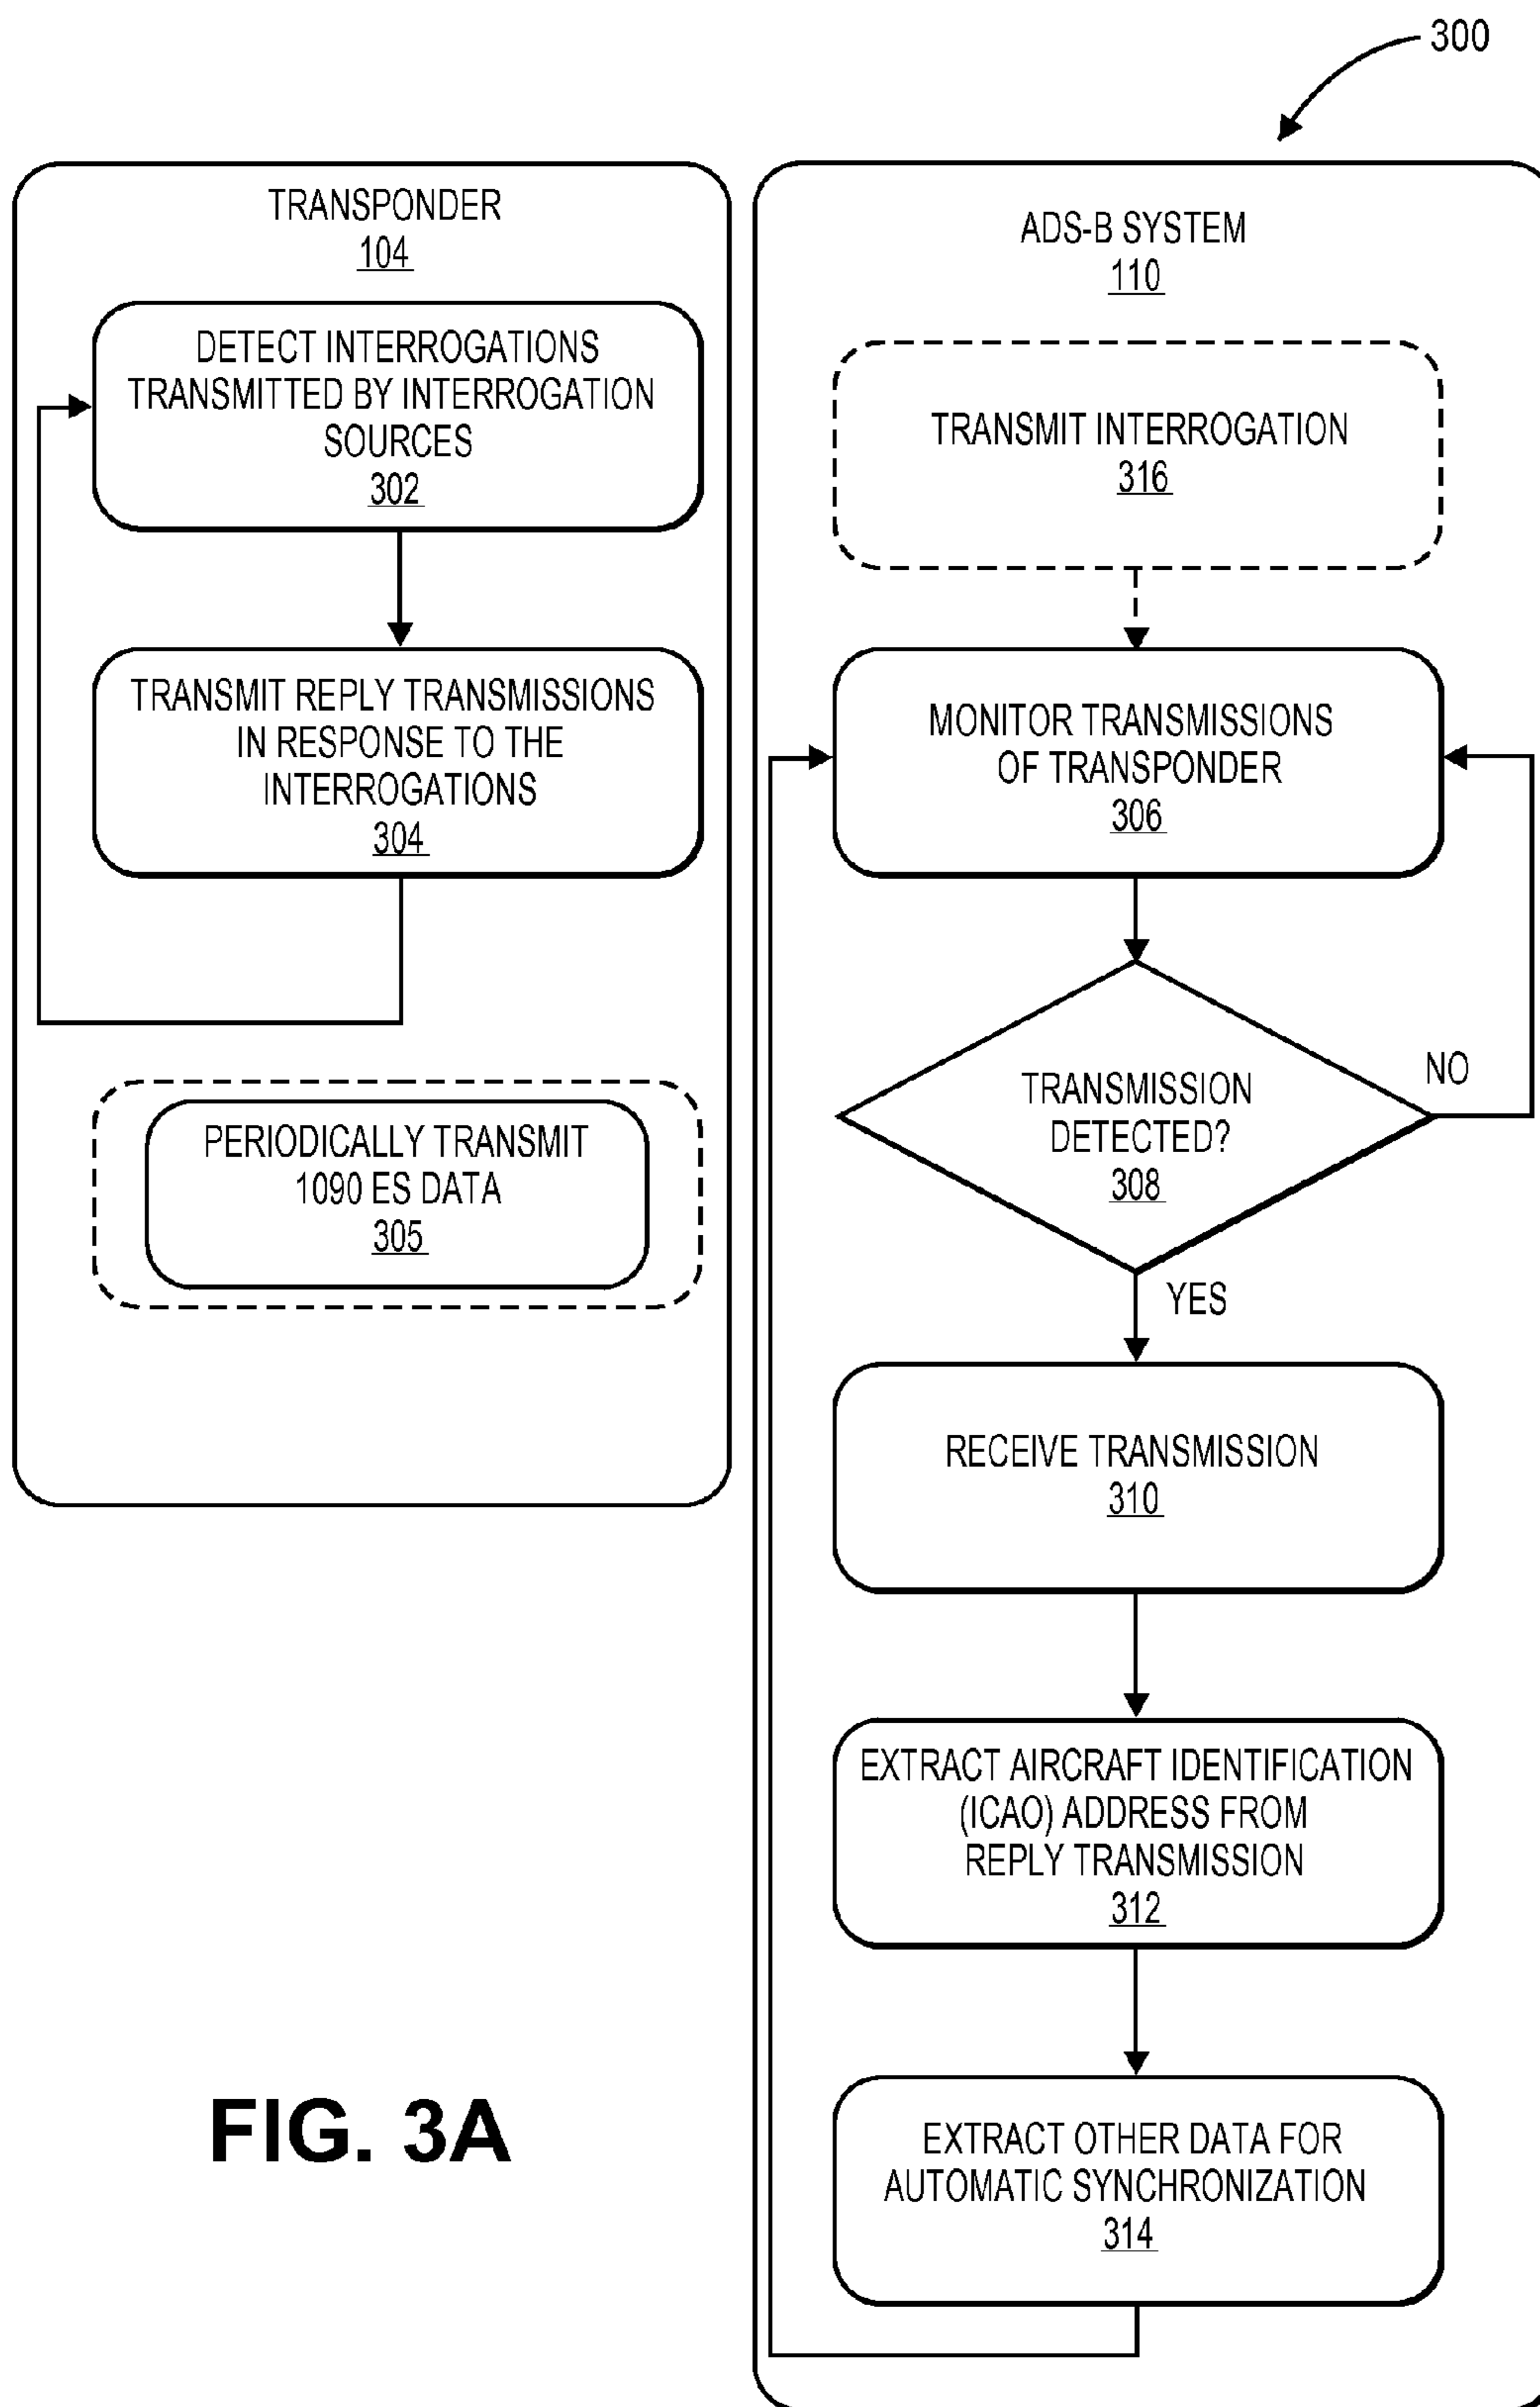 300
TRANSPONDER
104
DETECT INTERROGATIONS
TRANSMITTED BY INTERROGATION
SOURCES
302
TRANSMIT REPLY TRANSMISSIONS
IN RESPONSE TO THE
INTERROGATIONS
304
PERIODICALLY TRANSMIT
1090 ES DATA
305
ADS-B SYSTEM
110
TRANSMIT INTERROGATION
316
MONITOR TRANSMISSIONS
OF TRANSPONDER
306
TRANSMISSION
DETECTED?
308
NO
YES
RECEIVE TRANSMISSION
310
EXTRACT AIRCRAFT IDENTIFICATION
(ICAO) ADDRESS FROM
REPLY TRANSMISSION
312
EXTRACT OTHER DATA FOR
AUTOMATIC SYNCHRONIZATION
314
FIG. 3A